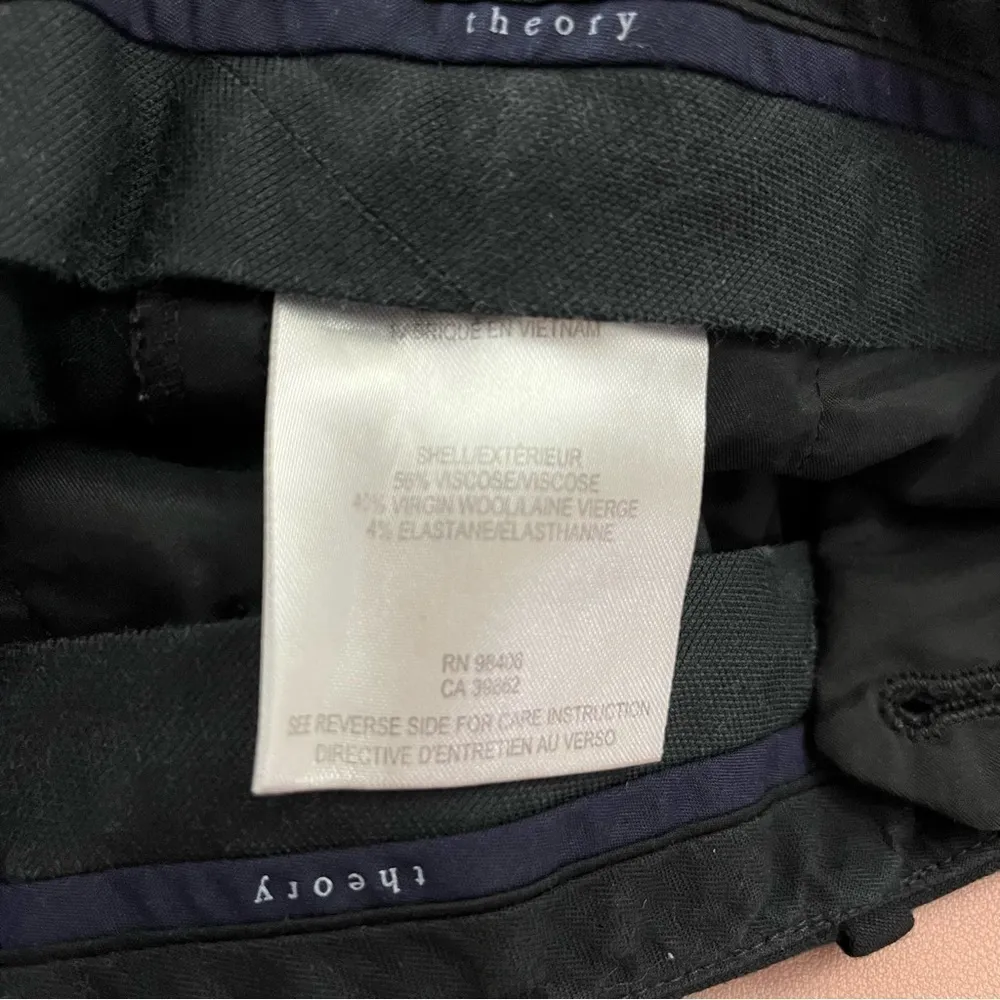 theory
FABRIQUÉ EN VIETNAM
SHELL/EXTÉRIEUR
56% VISCOSE/VISCOSE
40% VIRGIN WOOL/LAINE VIERGE
4% ELASTANE/ELASTHANNE
RN 98406
CA 39862
SEE REVERSE SIDE FOR CARE INSTRUCTION
DIRECTIVE D'ENTRETIEN AU VERSO
theory